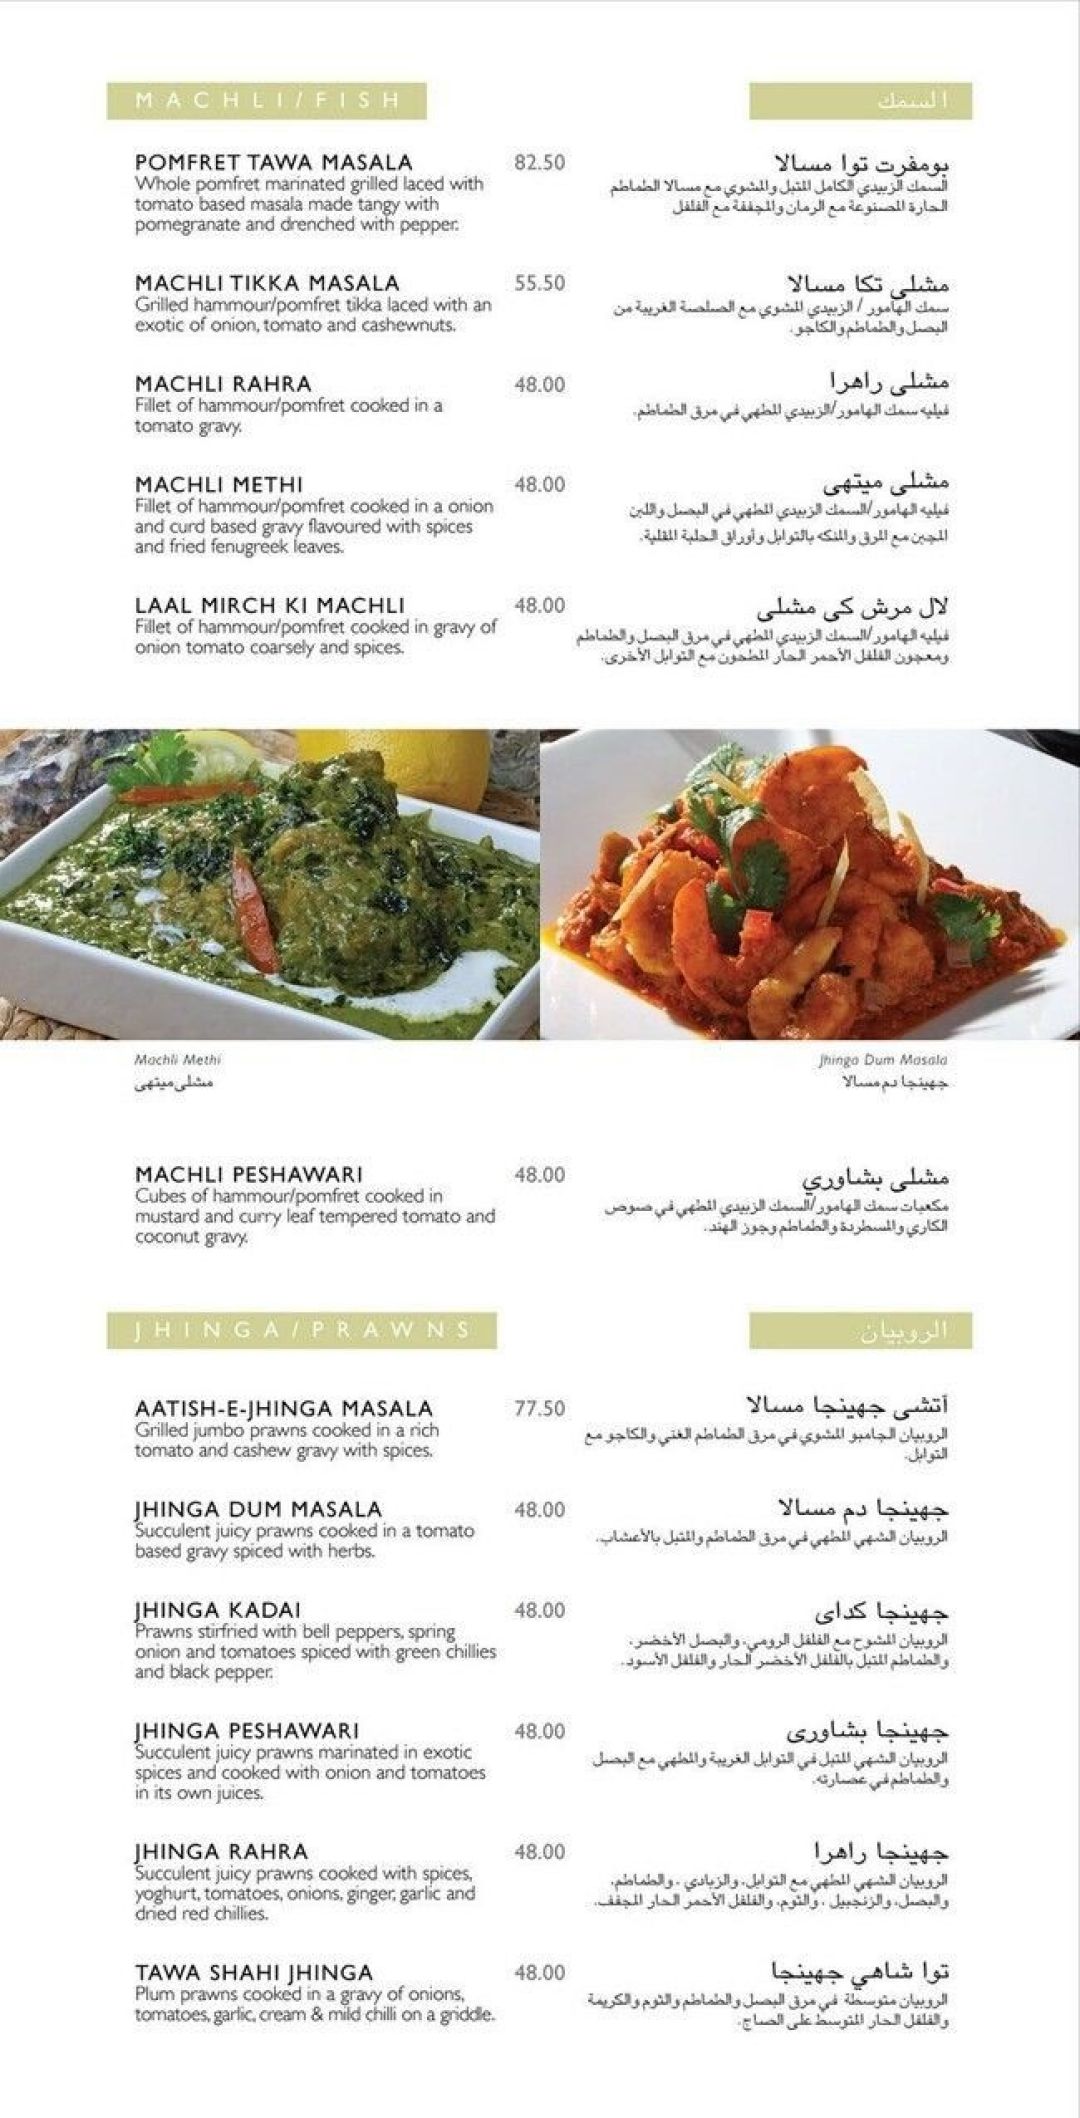 MACHLI/FISH
السمك
POMFRET TAWA MASALA 82.50
Whole pomfret marinated grilled laced with
tomato based masala made tangy with
pomegranate and drenched with pepper.
بومفرت توا مسالا
السمك الزبيدي الكامل المتبل والمشوي مع مسالا الطماطم
الحارة المصنوعة مع الرمان والمجففة مع الفلفل
MACHLI TIKKA MASALA 55.50
Grilled hammour/pomfret tikka laced with an
exotic of onion, tomato and cashewnuts.
مشلي تكا مسالا
سمك الهامور / الزبيدي المشوي مع الصلصة الغريبة من
البصل والطماطم والكاجو.
MACHLI RAHRA 48.00
Fillet of hammour/pomfret cooked in a
tomato gravy.
مشلى راهرا
فيليه سمك الهامور/الزبيدي المطهي في مرق الطماطم.
MACHLI METHI 48.00
Fillet of hammour/pomfret cooked in a onion
and curd based gravy flavoured with spices
and fried fenugreek leaves.
مشلى ميتهى
فيليه الهامور/السمك الزبيدي المطهي في البصل واللبن
المجبن مع المرق والمنكه بالتوابل وأوراق الحلبة المقلية.
LAAL MIRCH KI MACHLI 48.00
Fillet of hammour/pomfret cooked in gravy of
onion tomato coarsely and spices.
لال مرش كى مشلى
فيليه الهامور/السمك الزبيدي المطهي في مرق البصل والطماطم
ومعجون الفلفل الأحمر الحار المطحون مع التوابل الأخرى.
Machli Methi
مشلى ميتهى
Jhinga Dum Masala
جهينجا دم مسالا
MACHLI PESHAWARI 48.00
Cubes of hammour/pomfret cooked in
mustard and curry leaf tempered tomato and
coconut gravy.
مشلى بشاوري
مكعبات سمك الهامور/السمك الزبيدي المطهي في صوص
الكاري والمسطردة والطماطم وجوز الهند.
JHINGA/PRAWNS
الروبيان
AATISH-E-JHINGA MASALA 77.50
Grilled jumbo prawns cooked in a rich
tomato and cashew gravy with spices.
أتشى جهينجا مسالا
الروبيان الجامبو المشوي في مرق الطماطم الغني والكاجو مع
التوابل.
JHINGA DUM MASALA 48.00
Succulent juicy prawns cooked in a tomato
based gravy spiced with herbs.
جهينجا دم مسالا
الروبيان الشهي المطهي في مرق الطماطم والمتبل بالأعشاب.
JHINGA KADAI 48.00
Prawns stirfried with bell peppers, spring
onion and tomatoes spiced with green chillies
and black pepper.
جهينجا كداى
الروبيان المشوح مع الفلفل الرومي، والبصل الأخضر،
والطماطم المتبل بالفلفل الأخضر الحار والفلفل الأسود.
JHINGA PESHAWARI 48.00
Succulent juicy prawns marinated in exotic
spices and cooked with onion and tomatoes
in its own juices.
جهينجا بشاورى
الروبيان الشهي المتبل في التوابل الغريبة والمطهي مع البصل
والطماطم في عصارته.
JHINGA RAHRA 48.00
Succulent juicy prawns cooked with spices,
yoghurt, tomatoes, onions, ginger, garlic and
dried red chillies.
جهينجا راهرا
الروبيان الشهي المطهي مع التوابل، والزبادي، والطماطم،
والبصل، والزنجبيل، والثوم، والفلفل الأحمر الحار المجفف.
TAWA SHAHI JHINGA 48.00
Plum prawns cooked in a gravy of onions,
tomatoes, garlic, cream & mild chilli on a griddle.
توا شاهي جهينجا
الروبيان متوسطة في مرق البصل والطماطم والثوم والكريمة
والفلفل الحار المتوسط على الصاج.